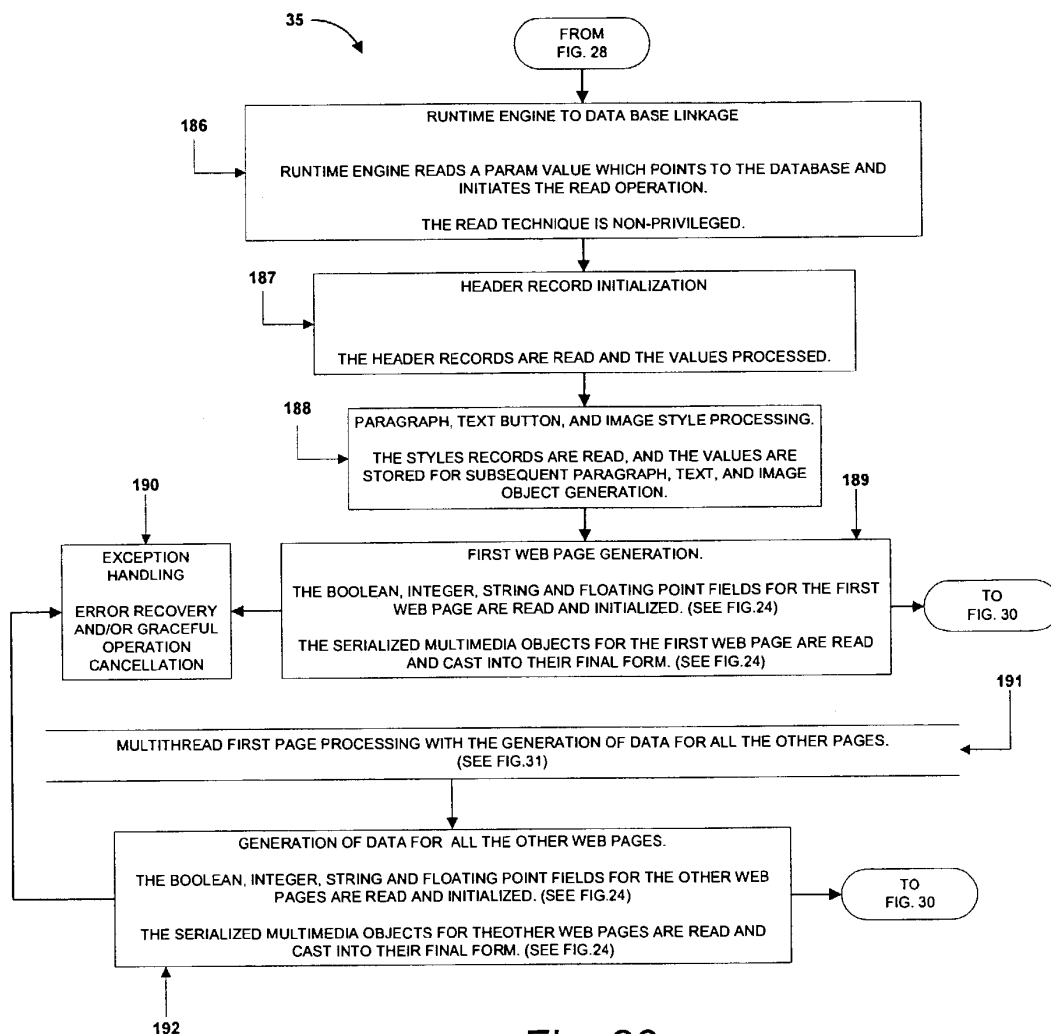 35
FROM
FIG. 28
186
RUNTIME ENGINE TO DATA BASE LINKAGE
RUNTIME ENGINE READS A PARAM VALUE WHICH POINTS TO THE DATABASE AND
INITIATES THE READ OPERATION.
THE READ TECHNIQUE IS NON-PRIVILEGED.
187
HEADER RECORD INITIALIZATION
THE HEADER RECORDS ARE READ AND THE VALUES PROCESSED.
188
PARAGRAPH, TEXT BUTTON, AND IMAGE STYLE PROCESSING.
THE STYLES RECORDS ARE READ, AND THE VALUES ARE
STORED FOR SUBSEQUENT PARAGRAPH, TEXT, AND IMAGE
OBJECT GENERATION.
189
190
EXCEPTION
HANDLING
ERROR RECOVERY
AND/OR GRACEFUL
OPERATION
CANCELLATION
FIRST WEB PAGE GENERATION.
THE BOOLEAN, INTEGER, STRING AND FLOATING POINT FIELDS FOR THE FIRST
WEB PAGE ARE READ AND INITIALIZED. (SEE FIG.24)
THE SERIALIZED MULTIMEDIA OBJECTS FOR THE FIRST WEB PAGE ARE READ
AND CAST INTO THEIR FINAL FORM. (SEE FIG.24)
TO
FIG. 30
191
MULTITHREAD FIRST PAGE PROCESSING WITH THE GENERATION OF DATA FOR ALL THE OTHER PAGES.
(SEE FIG.31)
GENERATION OF DATA FOR ALL THE OTHER WEB PAGES.
THE BOOLEAN, INTEGER, STRING AND FLOATING POINT FIELDS FOR THE OTHER WEB
PAGES ARE READ AND INITIALIZED. (SEE FIG.24)
THE SERIALIZED MULTIMEDIA OBJECTS FOR THEOTHER WEB PAGES ARE READ AND
CAST INTO THEIR FINAL FORM. (SEE FIG.24)
TO
FIG. 30
192